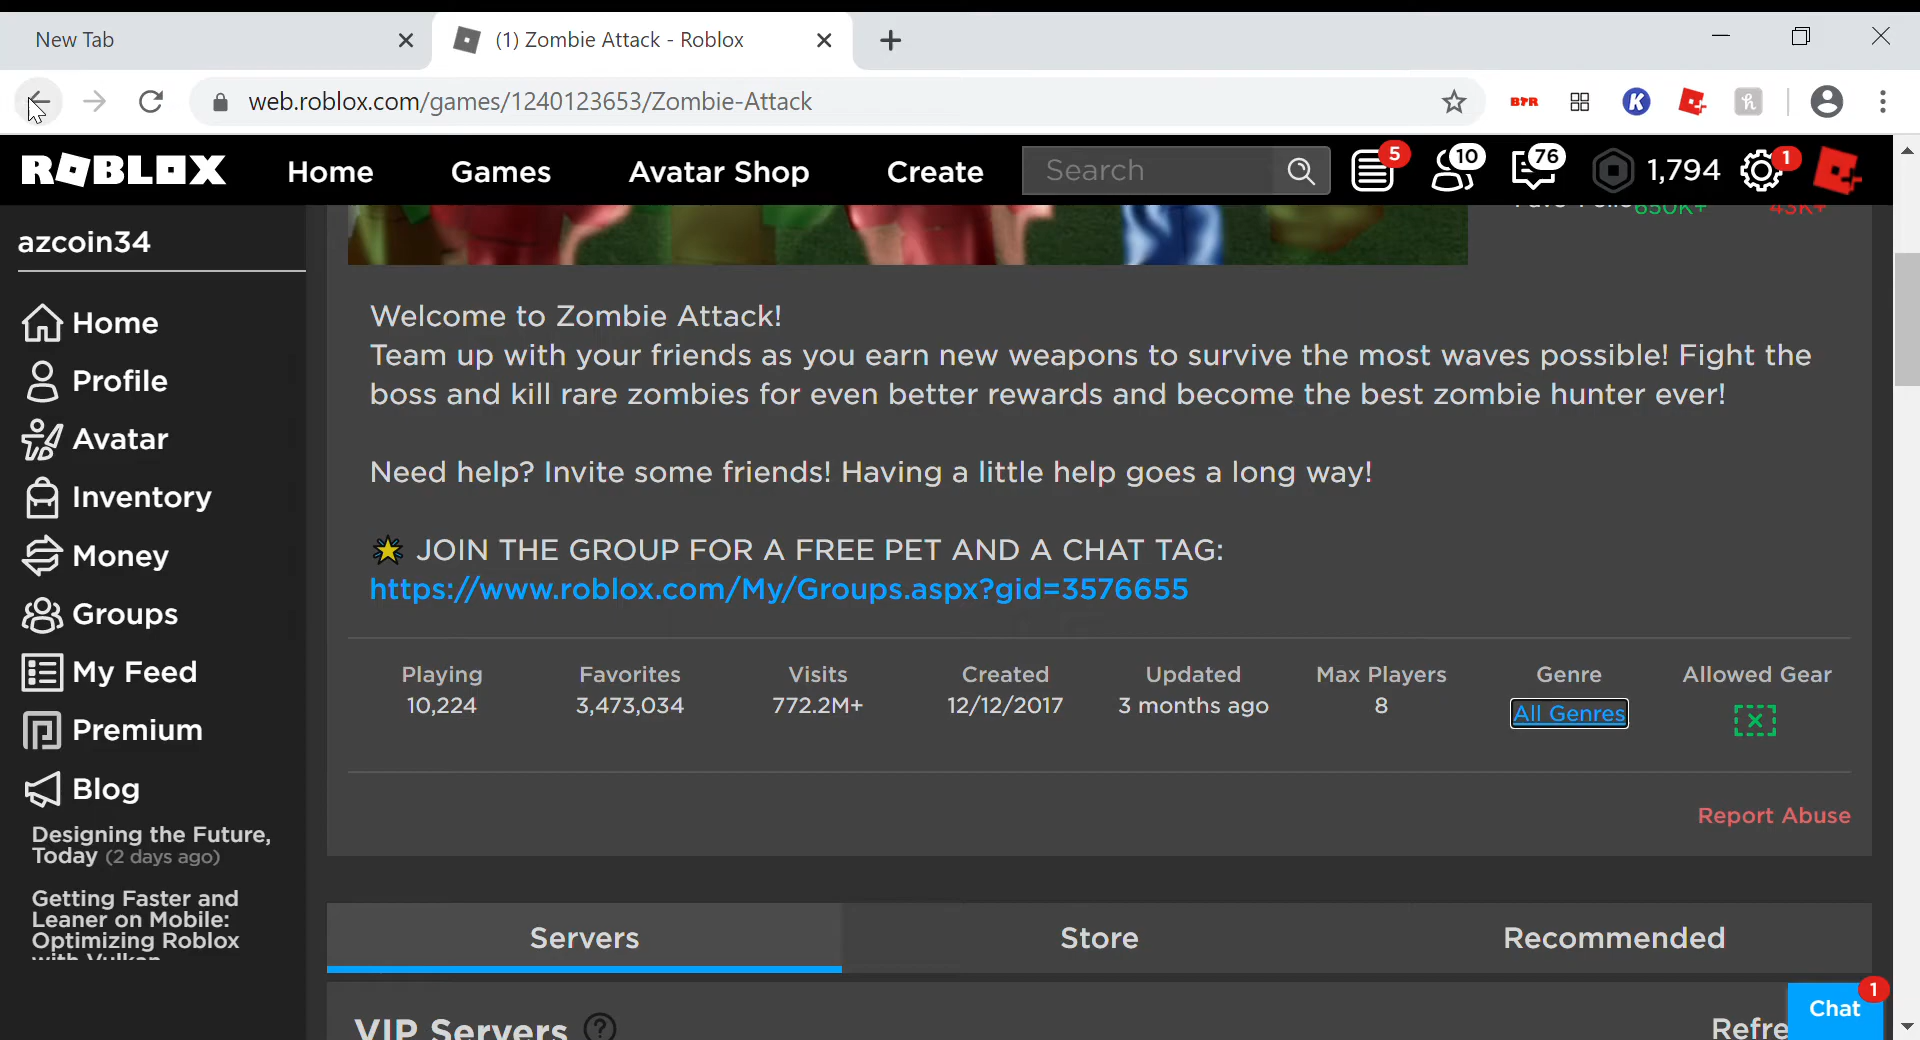 New Tab
(1) Zombie Attack - Roblox
web.roblox.com/games/1240123653/Zombie-Attack
BTR
K
h
ROBLOX
Home
Games
Avatar Shop
Create
Search
5
10
76
1,794
1
650K+
43K+
azcoin34
Home
Profile
Avatar
Inventory
Money
Groups
My Feed
Premium
Blog
Designing the Future,
Today (2 days ago)
Getting Faster and
Leaner on Mobile:
Optimizing Roblox
with Vulkan
Welcome to Zombie Attack!
Team up with your friends as you earn new weapons to survive the most waves possible! Fight the
boss and kill rare zombies for even better rewards and become the best zombie hunter ever!
Need help? Invite some friends! Having a little help goes a long way!
JOIN THE GROUP FOR A FREE PET AND A CHAT TAG:
https://www.roblox.com/My/Groups.aspx?gid=3576655
Playing Favorites Visits Created Updated Max Players Genre Allowed Gear
10,224 3,473,034 772.2M+ 12/12/2017 3 months ago 8 All Genres
Report Abuse
Servers
Store
Recommended
VIP Servers ?
Refre
Chat
1